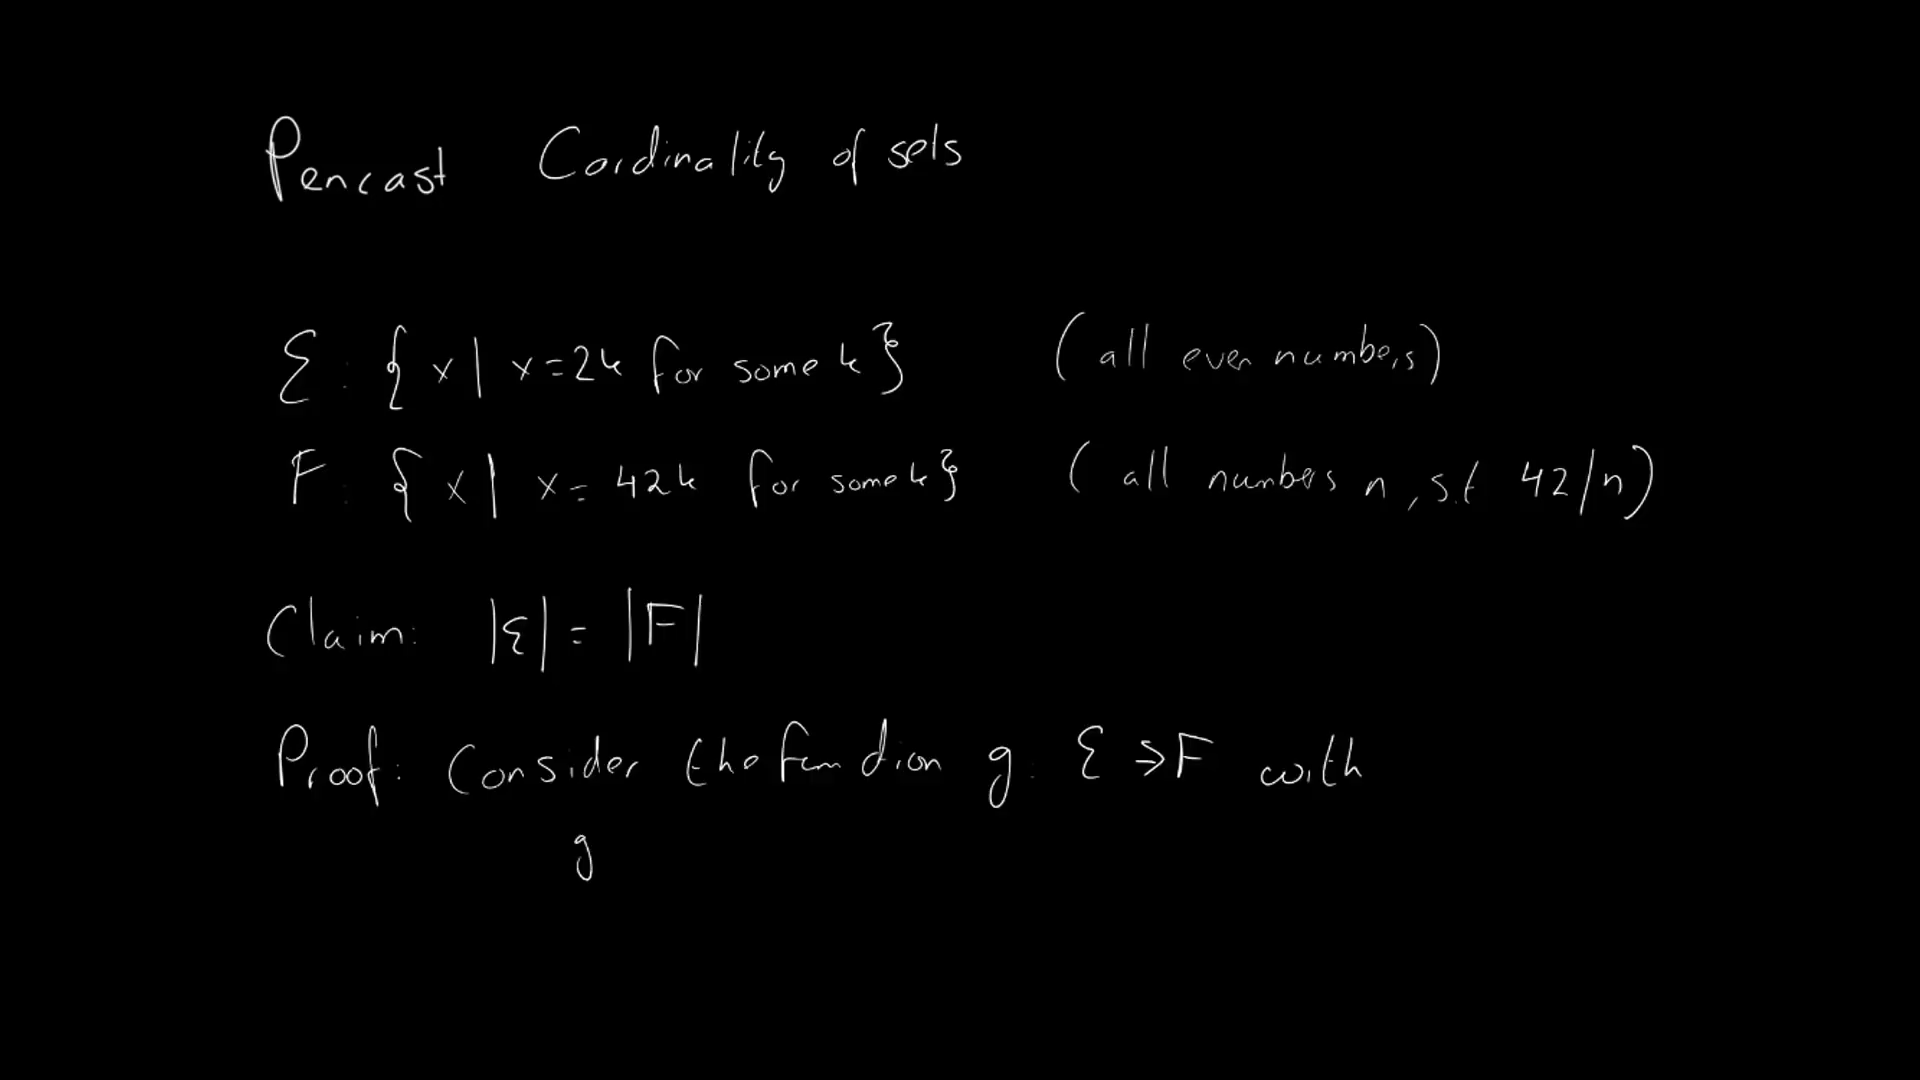 Pencast Cardinality of sets
E: { x | x = 2k for some k } (all even numbers)
F: { x | x = 42k for some k } (all numbers n, s.t 42/n)
Claim: |E| = |F|
Proof: Consider the function g: E → F with
g